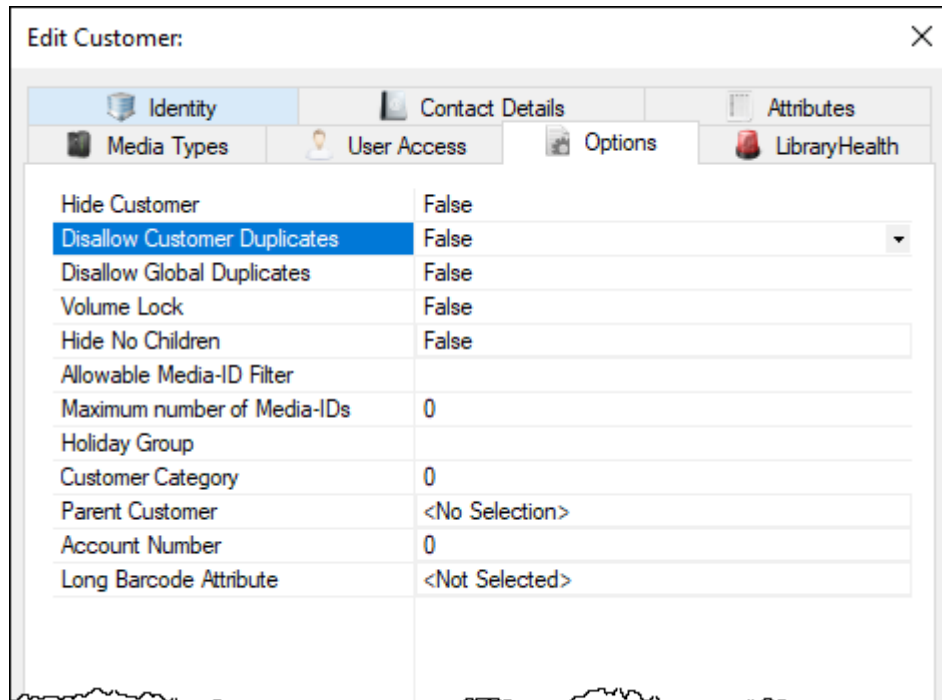 Edit Customer:
Identity Contact Details Attributes
Media Types User Access Options LibraryHealth
Hide Customer False
Disallow Customer Duplicates False
Disallow Global Duplicates False
Volume Lock False
Hide No Children False
Allowable Media-ID Filter
Maximum number of Media-IDs 0
Holiday Group
Customer Category 0
Parent Customer <No Selection>
Account Number 0
Long Barcode Attribute <Not Selected>